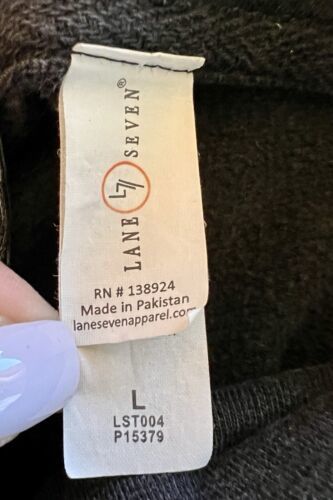 LANE L7 SEVEN®
RN # 138924
Made in Pakistan
lanesevenapparel.com
L
LST004
P15379